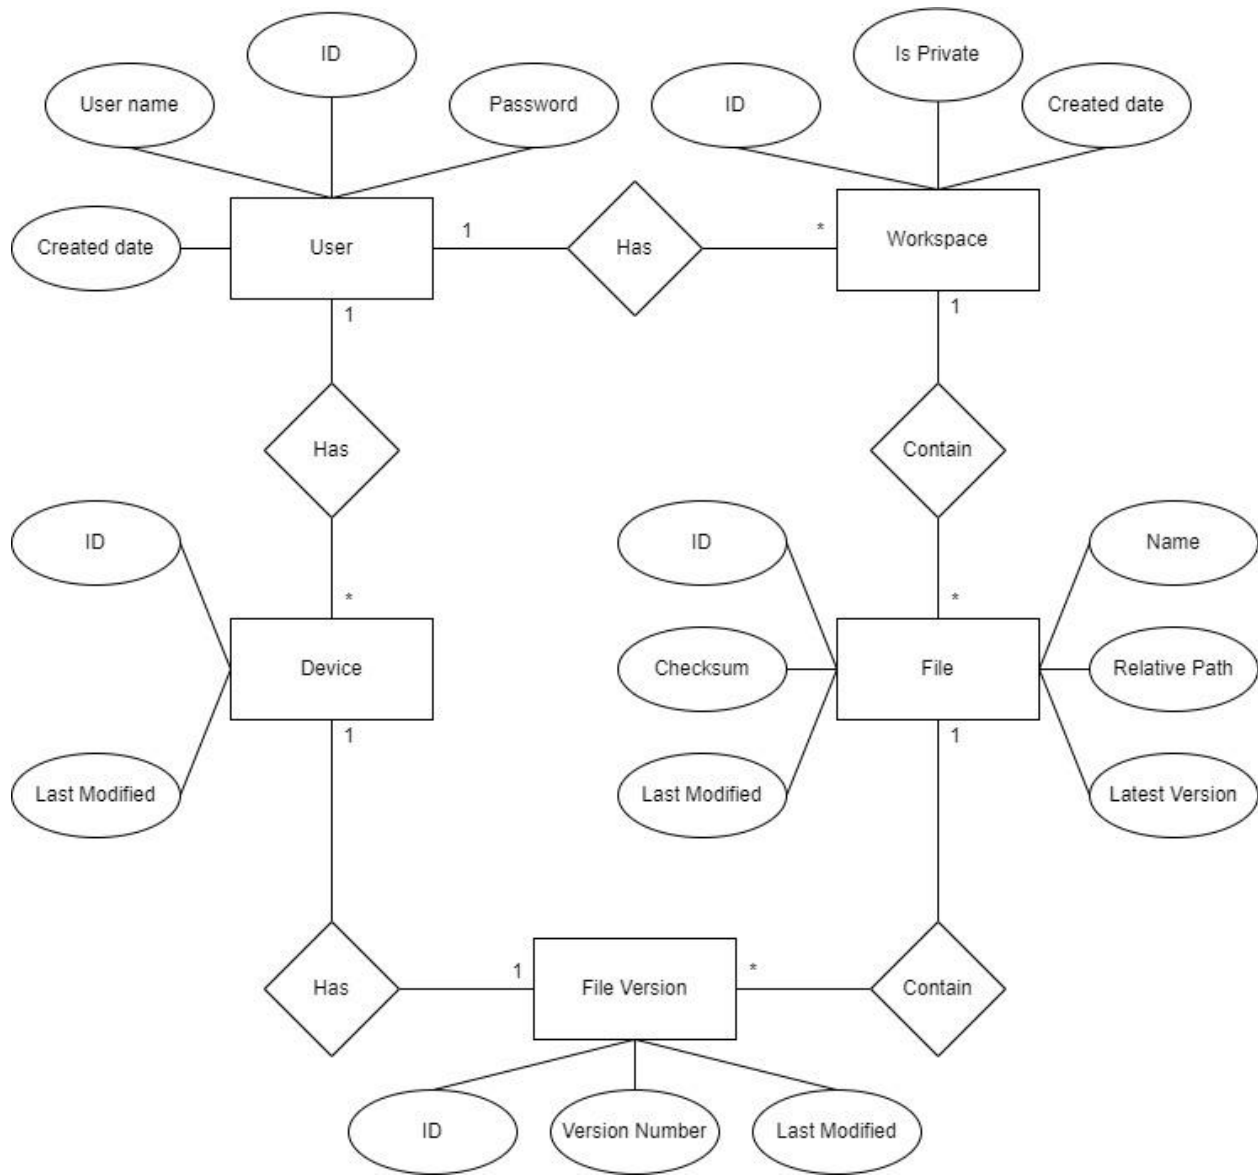 ID
Is Private
User name
Password
ID
Created date
Created date
User
1
Has
*
Workspace
1
1
Has
Contain
ID
*
ID
*
Name
Device
Checksum
File
Relative Path
1
1
Last Modified
Last Modified
Latest Version
Has
1
File Version
*
Contain
ID
Version Number
Last Modified